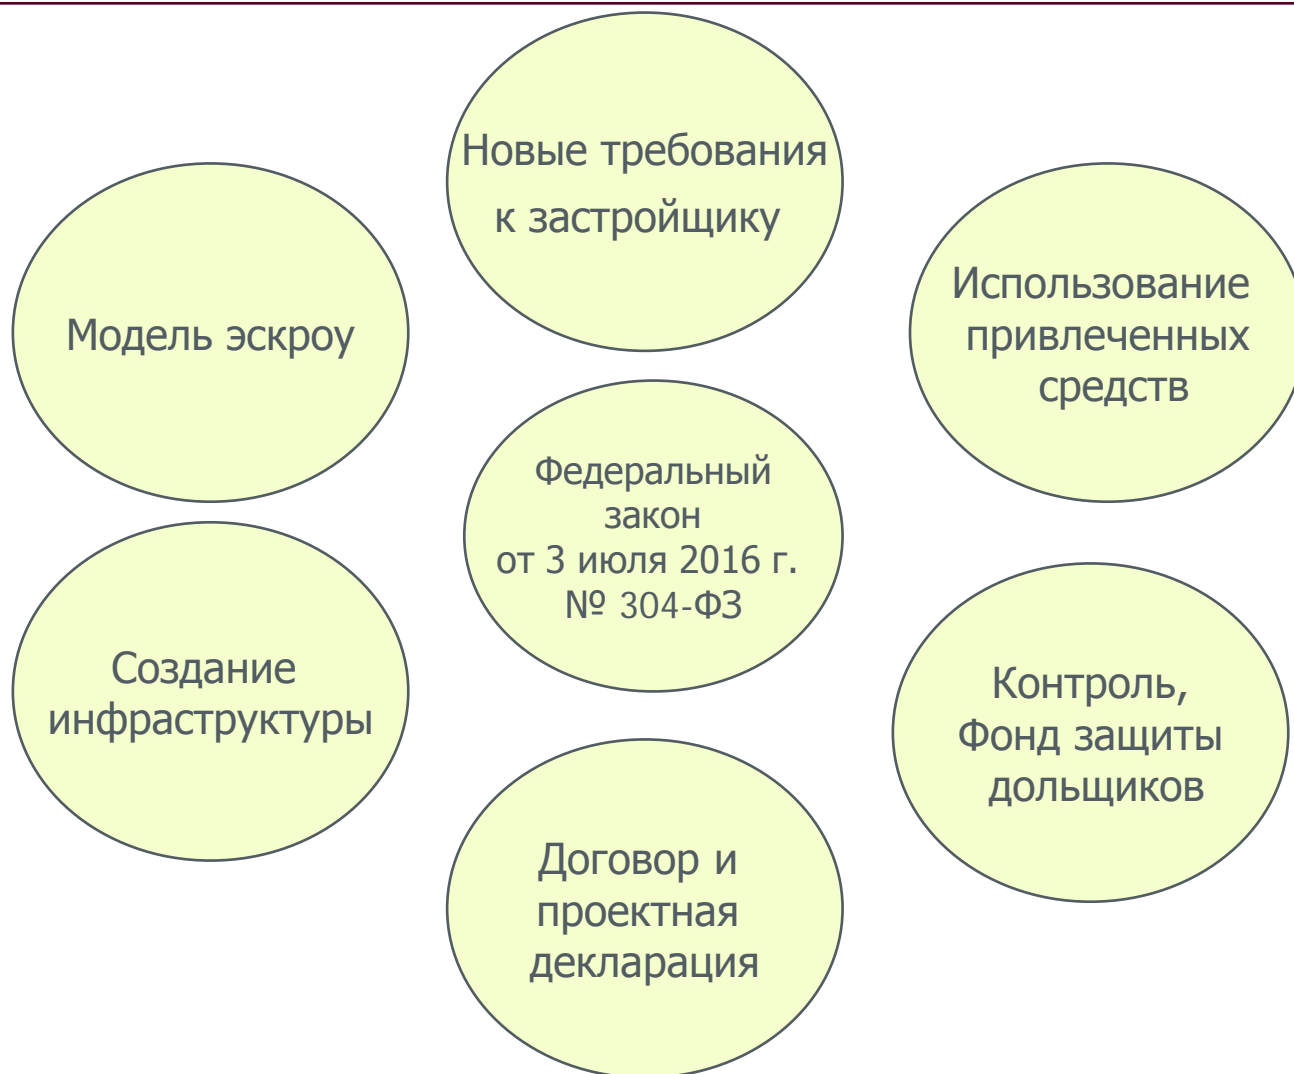 Новые требования
к застройщику
Модель эскроу
Использование
привлеченных
средств
Федеральный
закон
от 3 июля 2016 г.
№ 304-ФЗ
Создание
инфраструктуры
Контроль,
Фонд защиты
дольщиков
Договор и
проектная
декларация